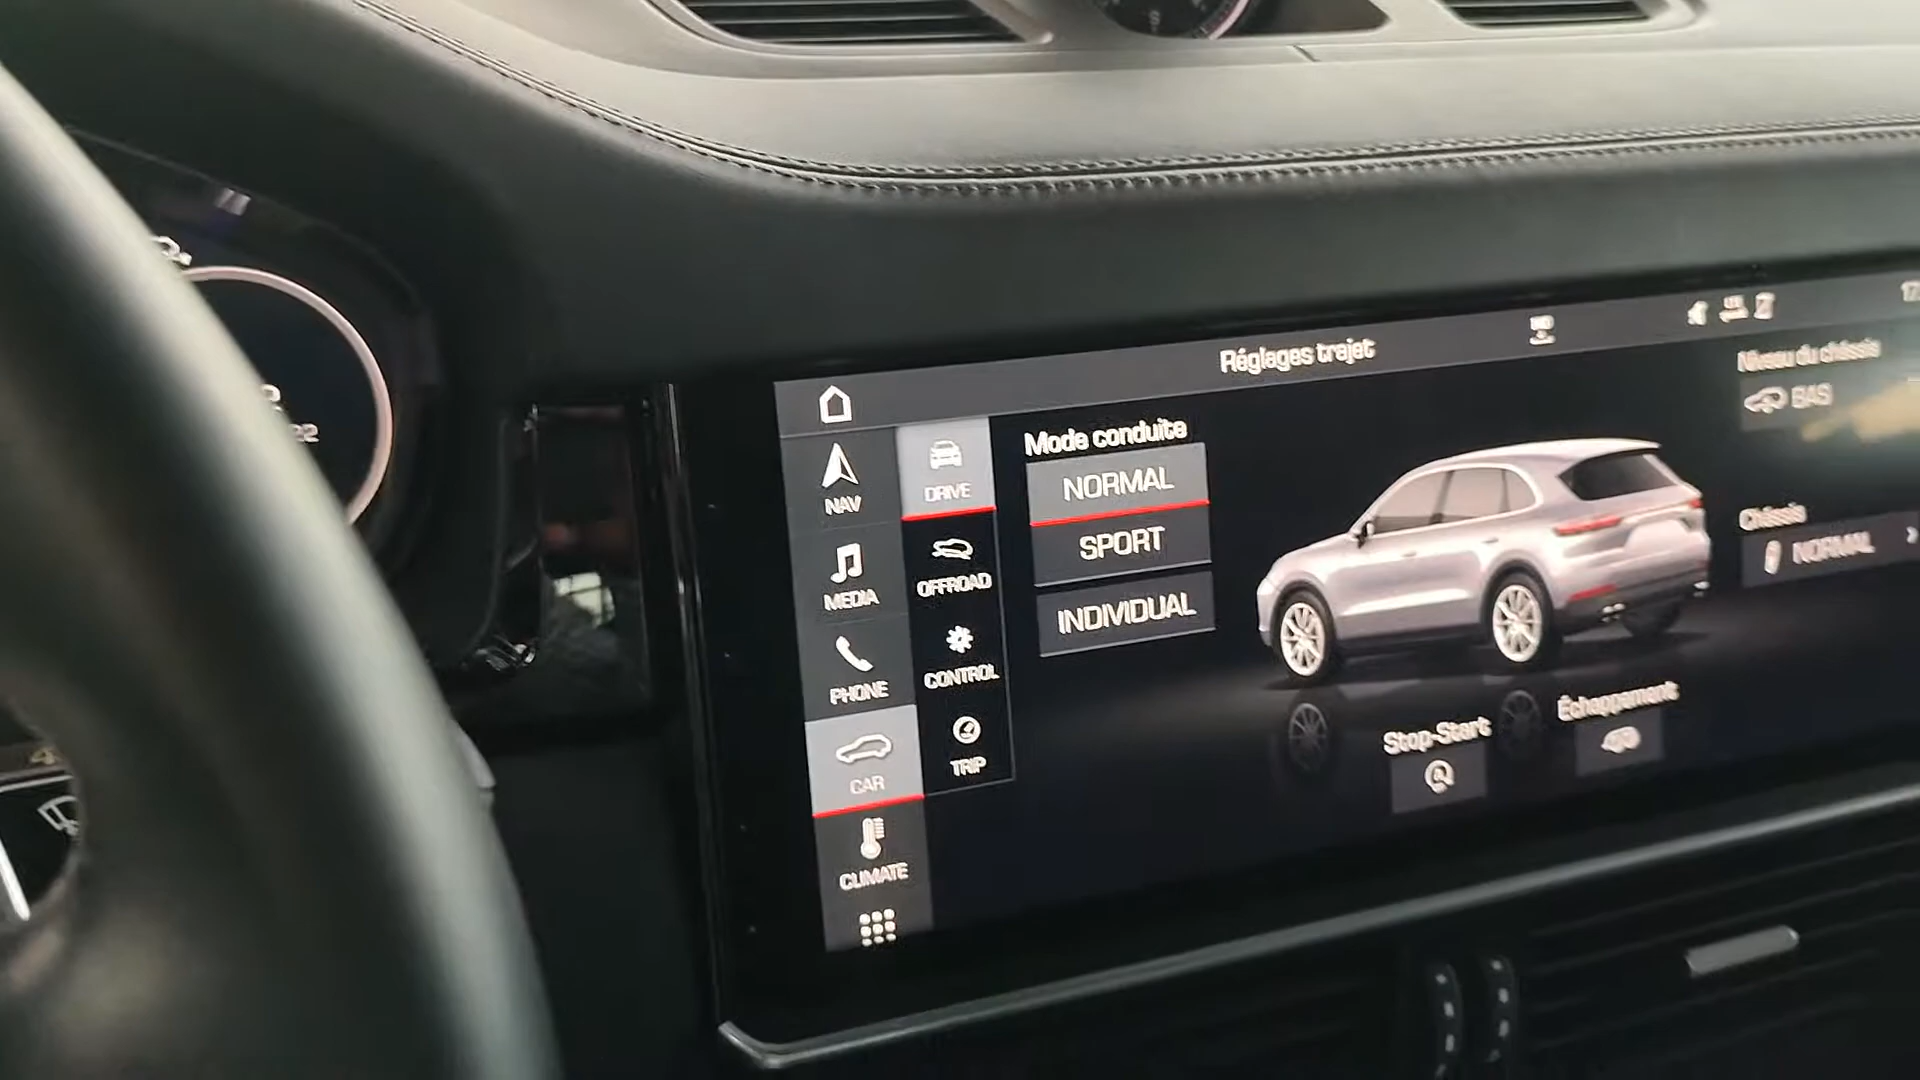 Réglages trajet
NAV
MEDIA
PHONE
CAR
CLIMATE
DRIVE
OFFROAD
CONTROL
TRIP
Mode conduite
NORMAL
SPORT
INDIVIDUAL
Stop-Start
Échappement
Niveau du châssis
BAS
Châssis
NORMAL